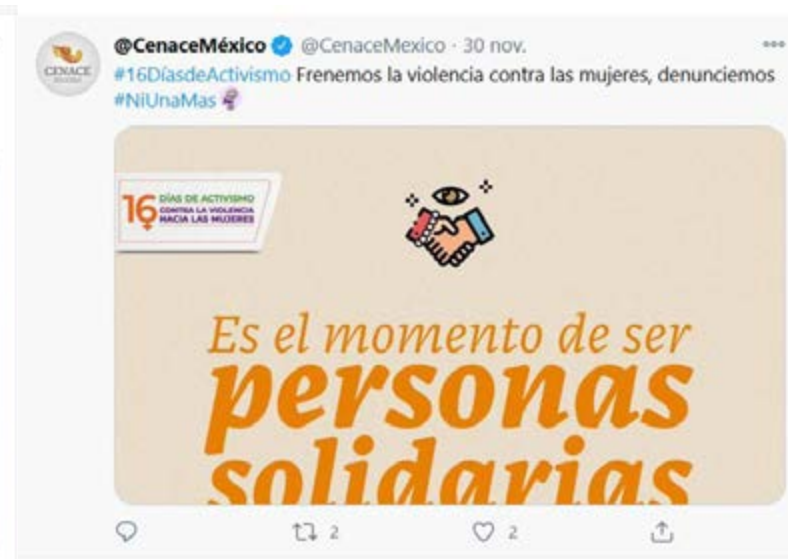 @CenaceMéxico @CenaceMexico · 30 nov.
#16DíasdeActivismo Frenemos la violencia contra las mujeres, denunciemos
#NiUnaMas
CENACE
16 DÍAS DE ACTIVISMO
CONTRA LA VIOLENCIA
HACIA LAS MUJERES
Es el momento de ser
personas
solidarias
2 2